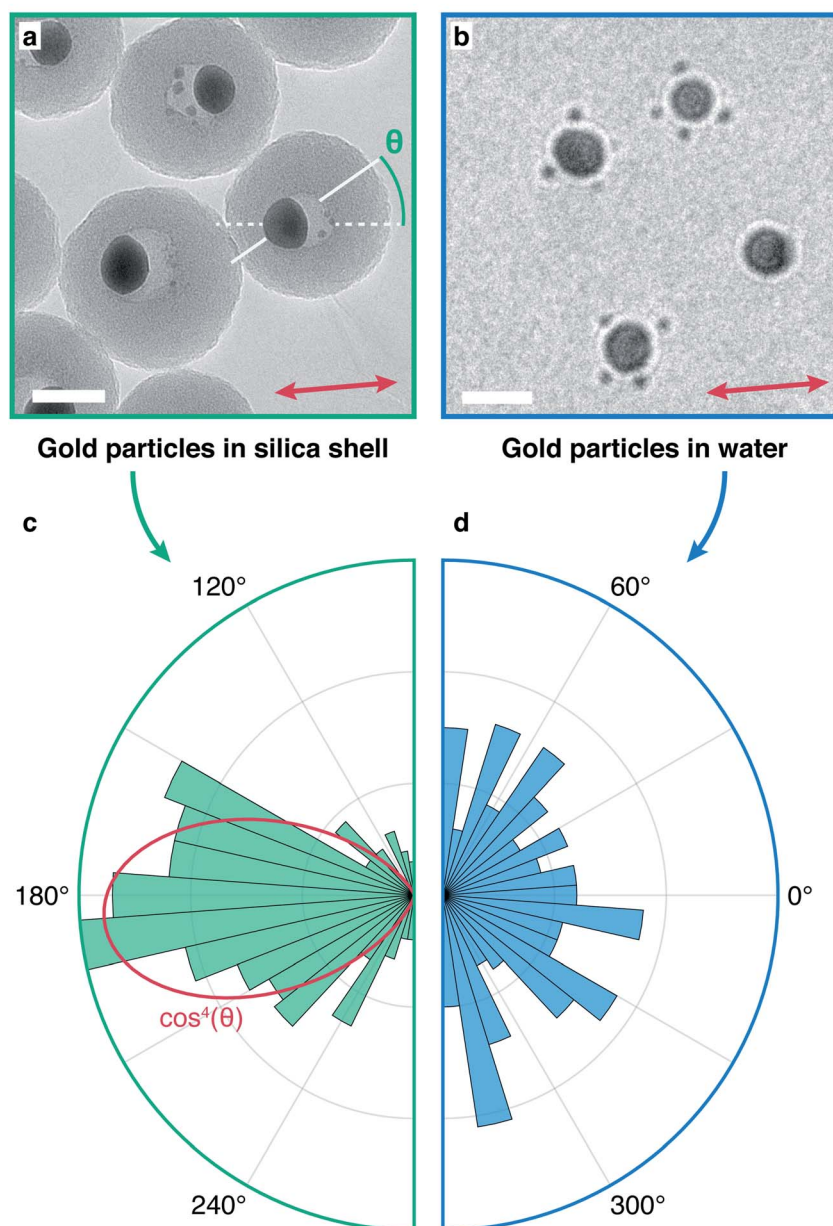 a
b
θ
Gold particles in silica shell
Gold particles in water
c
d
120°
60°
180°
0°
cos⁴(θ)
240°
300°